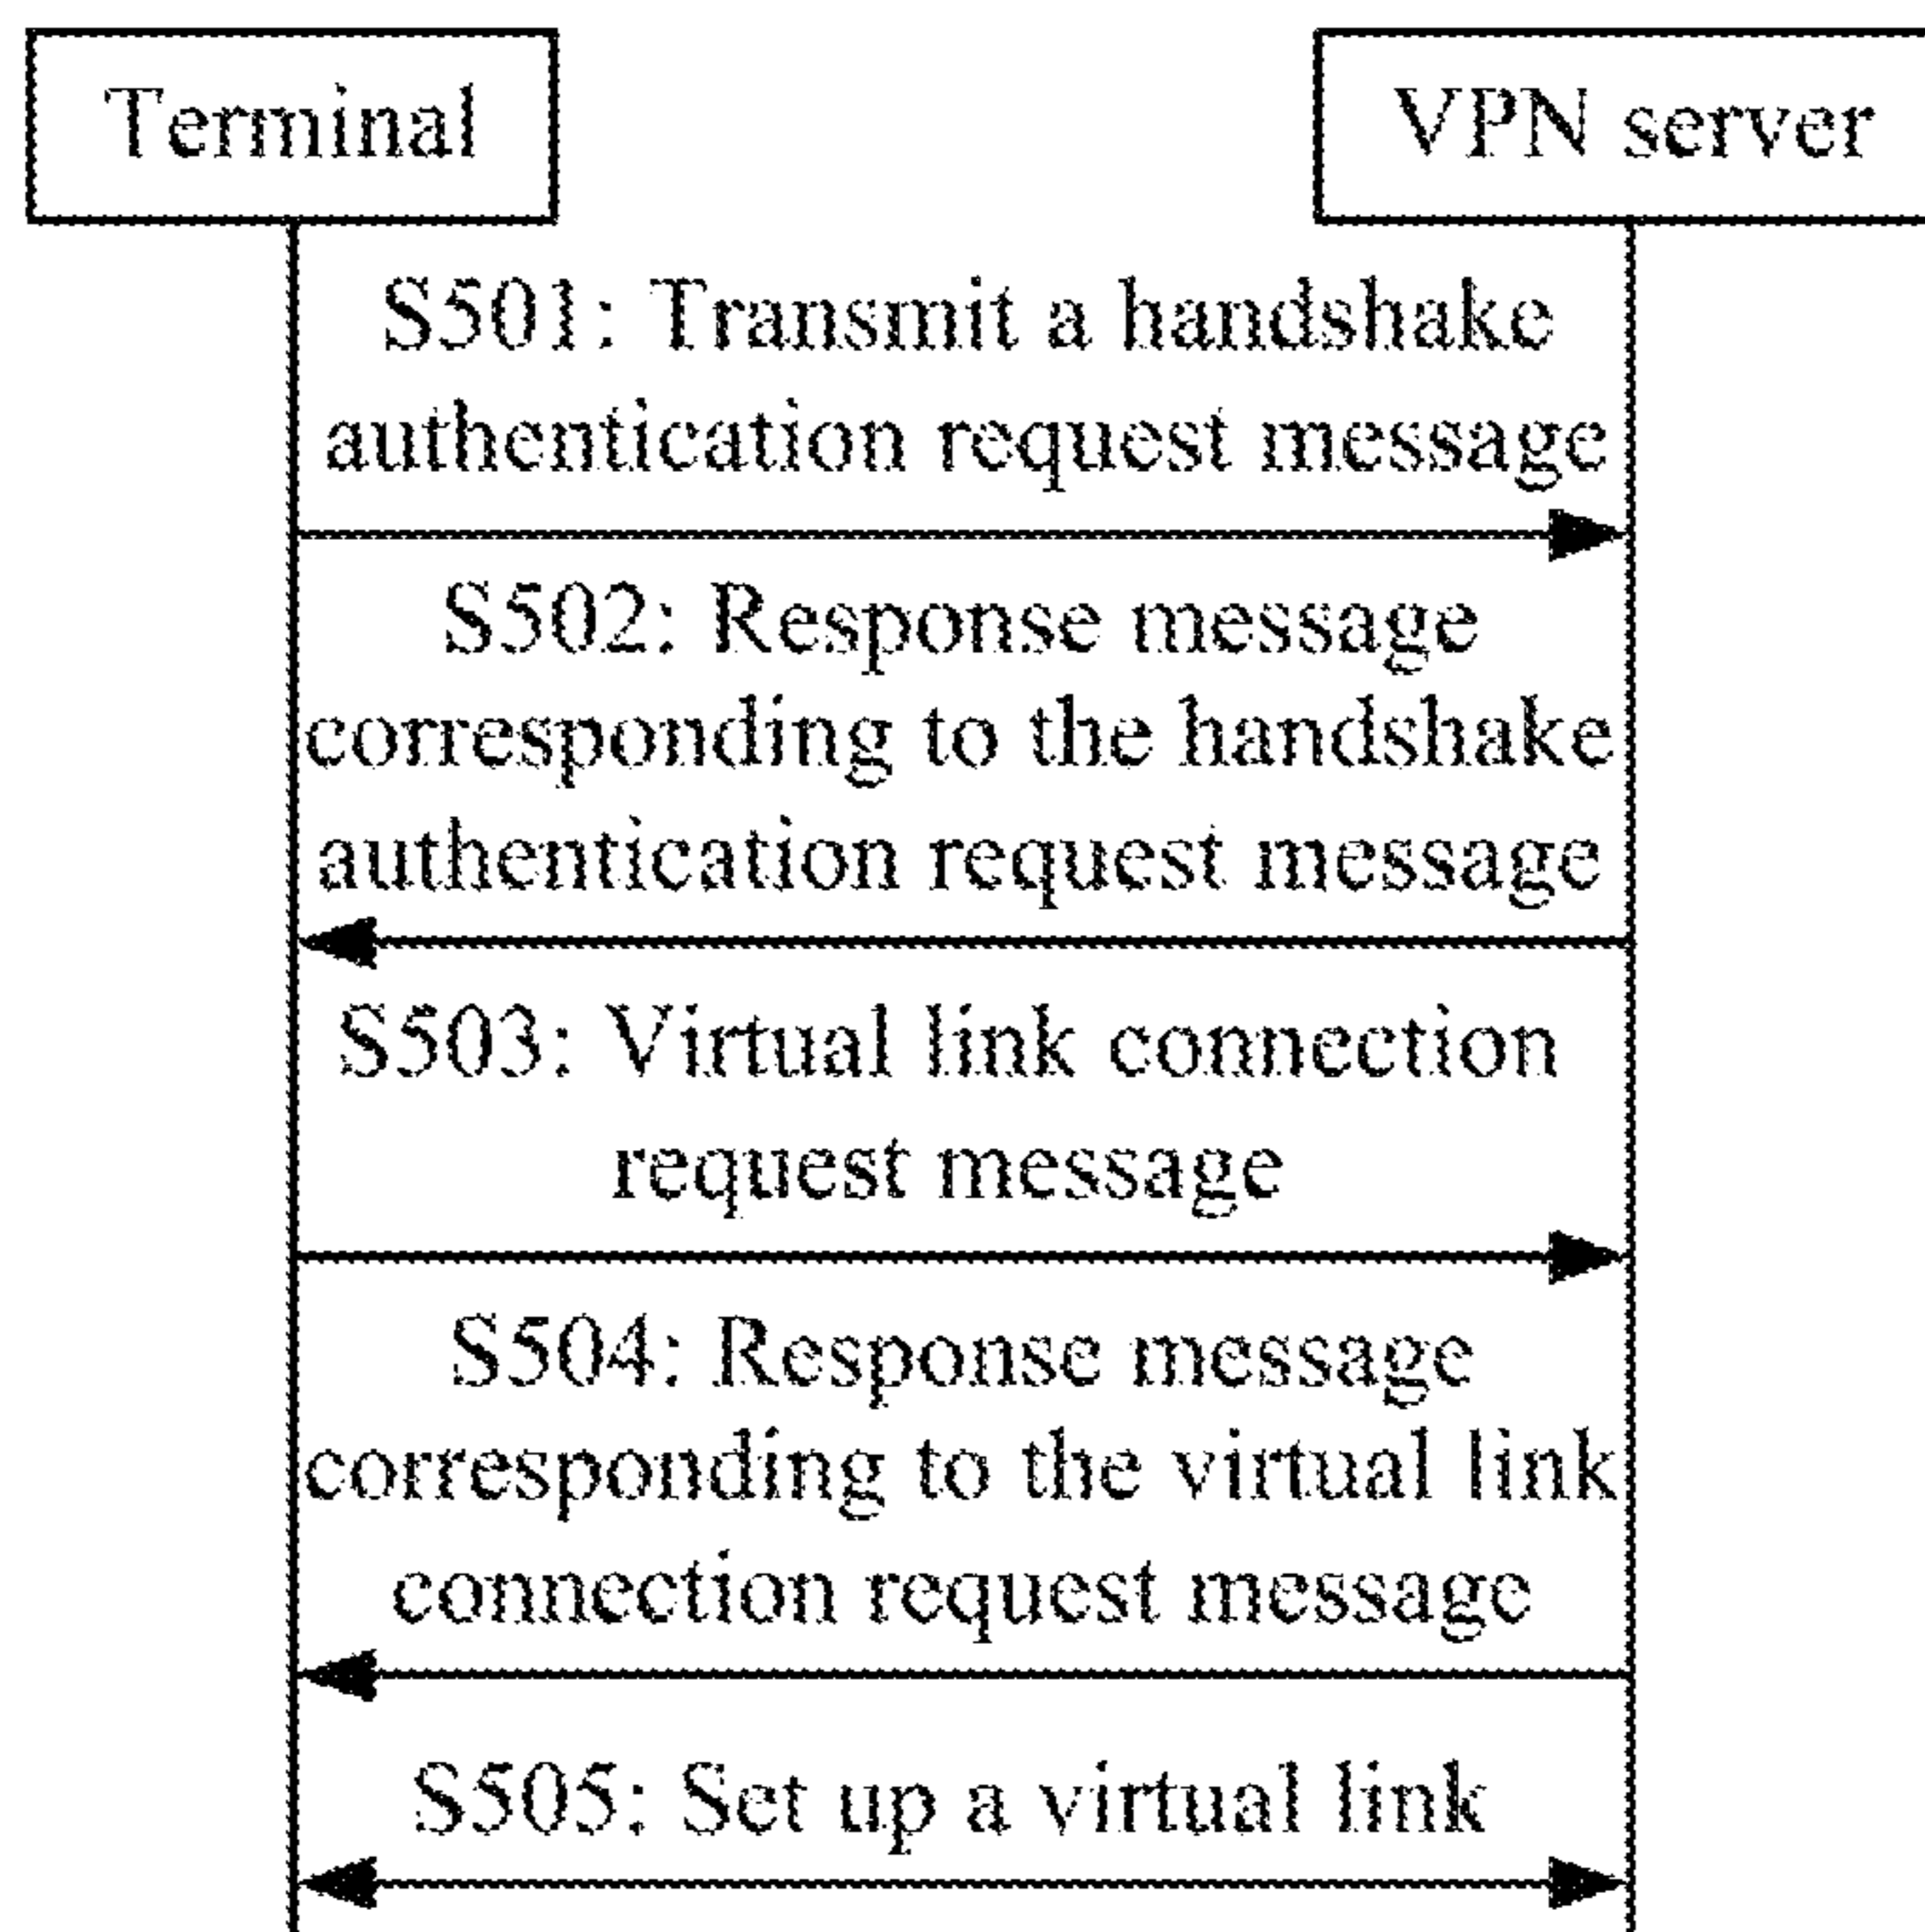 Terminal
VPN server
S501: Transmit a handshake
authentication request message
S502: Response message
corresponding to the handshake
authentication request message
S503: Virtual link connection
request message
S504: Response message
corresponding to the virtual link
connection request message
S505: Set up a virtual link